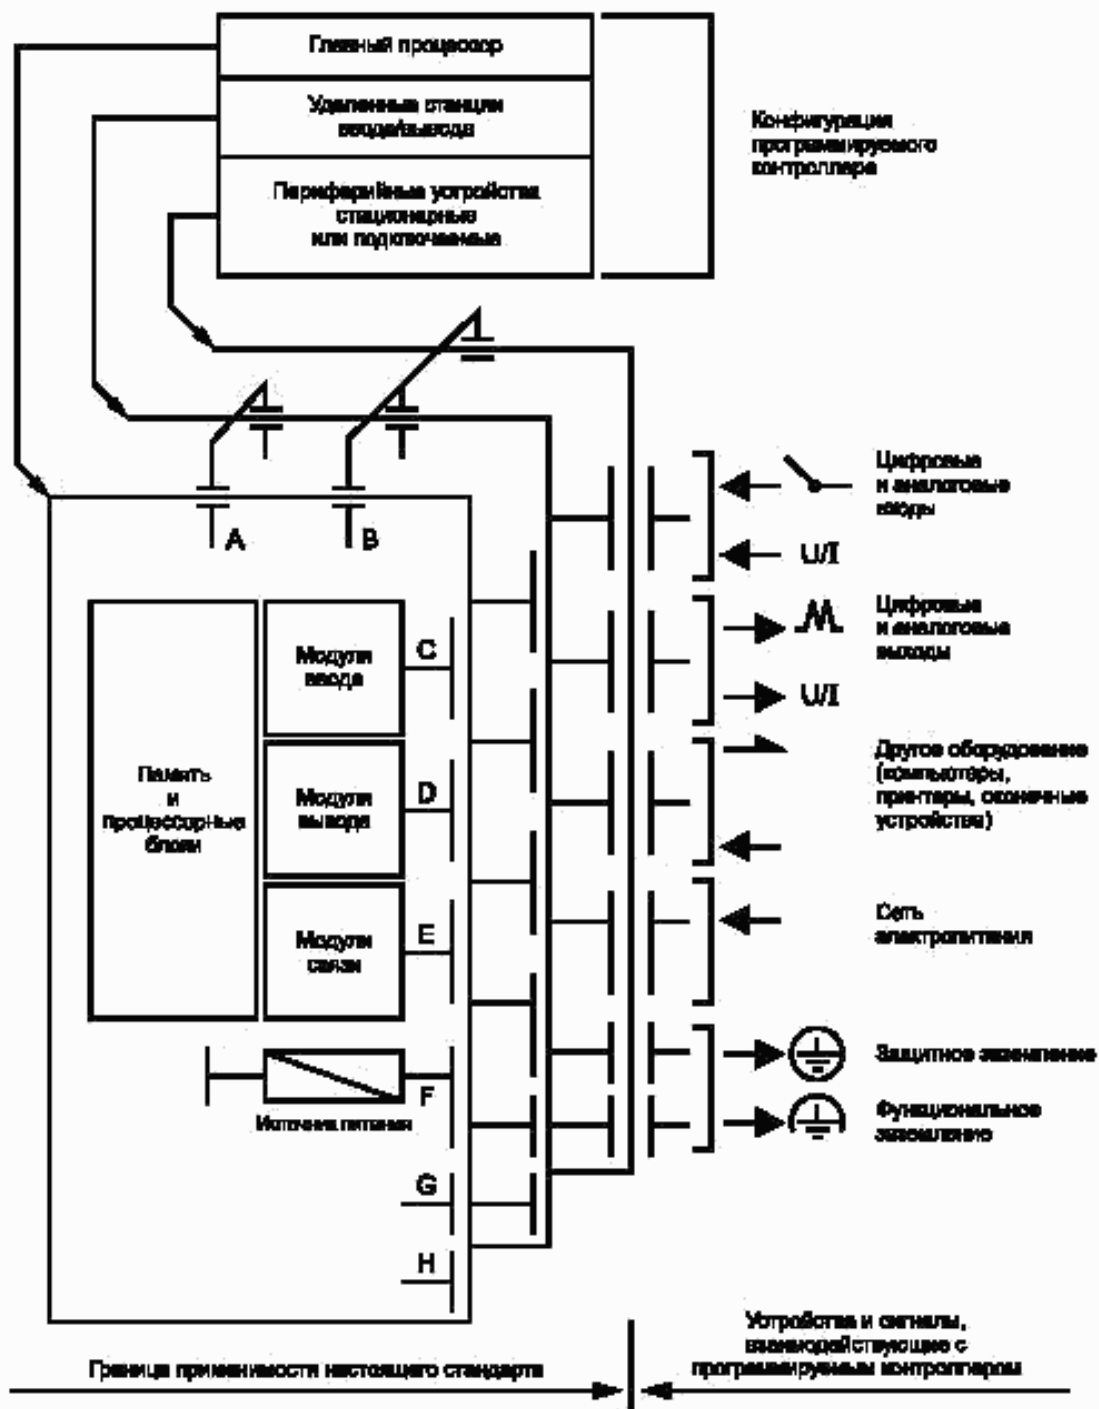 Главный процессор
Удаленные станции
ввода/вывода
Периферийные устройства
стационарные
или подключаемые
Конфигурация
программируемого
контроллера
A
B
Цифровые
и аналоговые
входы
U/I
Цифровые
и аналоговые
выходы
U/I
Другое оборудование
(компьютеры,
принтеры, оконечные
устройства)
Сеть
электропитания
Защитное заземление
Функциональное
заземление
Память
и
процессорные
блоки
Модули
ввода
C
Модули
вывода
D
Модули
связи
E
F
Источник питания
G
H
Граница применимости настоящего стандарта
Устройства и сигналы,
взаимодействующие с
программируемым контроллером